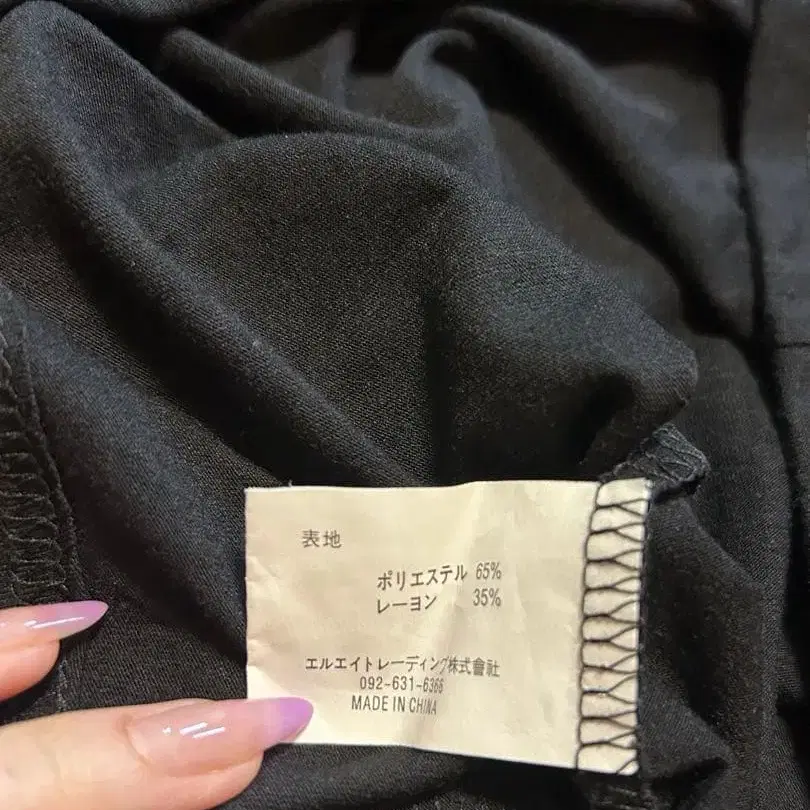 表地
ポリエステル 65%
レーヨン 35%
エルエイトレーディング株式會社
092-631-6366
MADE IN CHINA